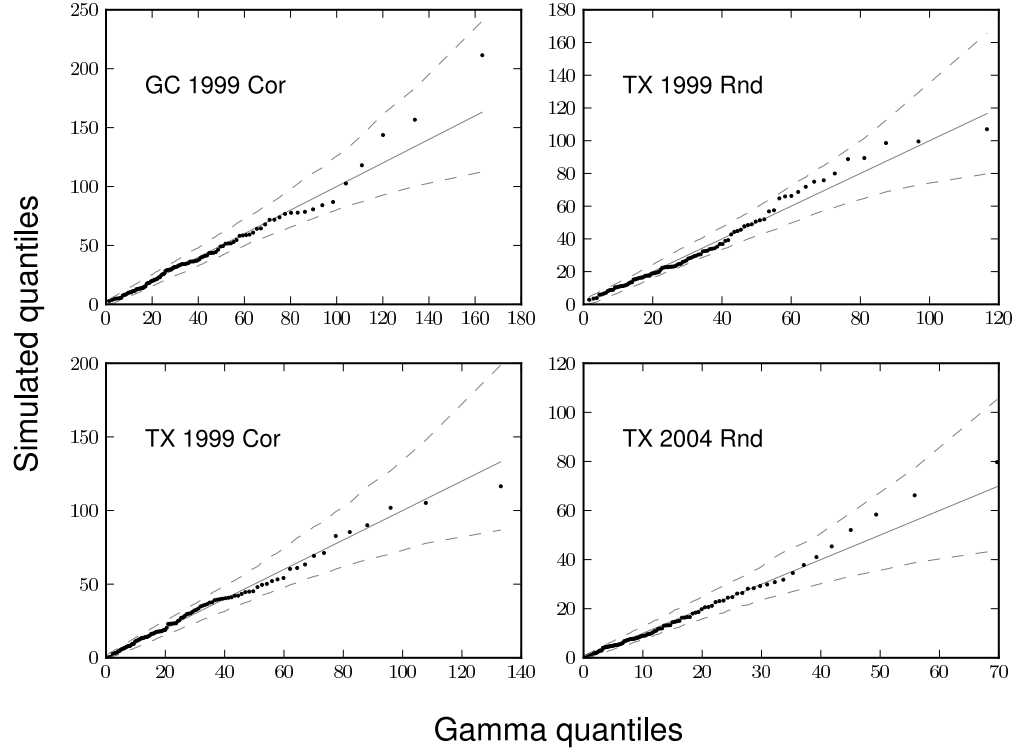 Simulated quantiles
250
200
150
100
50
0
GC 1999 Cor
0 20 40 60 80 100 120 140 160 180
180
160
140
120
100
80
60
40
20
0
TX 1999 Rnd
0 20 40 60 80 100 120
200
150
100
50
0
TX 1999 Cor
0 20 40 60 80 100 120 140
120
100
80
60
40
20
0
TX 2004 Rnd
0 10 20 30 40 50 60 70
Gamma quantiles